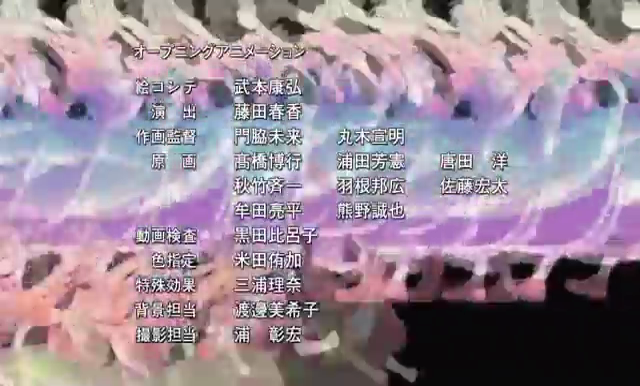 オープニングアニメーション
絵コンテ 武本康弘
演 出 藤田春香
作画監督 門脇未来 丸木宣明
原 画 髙橋博行 浦田芳憲 唐田 洋
秋竹斉一 羽根邦広 佐藤宏太
牟田亮平 熊野誠也
動画検査 黒田比呂子
色指定 米田侑加
特殊効果 三浦理奈
背景担当 渡邊美希子
撮影担当 浦 彰宏